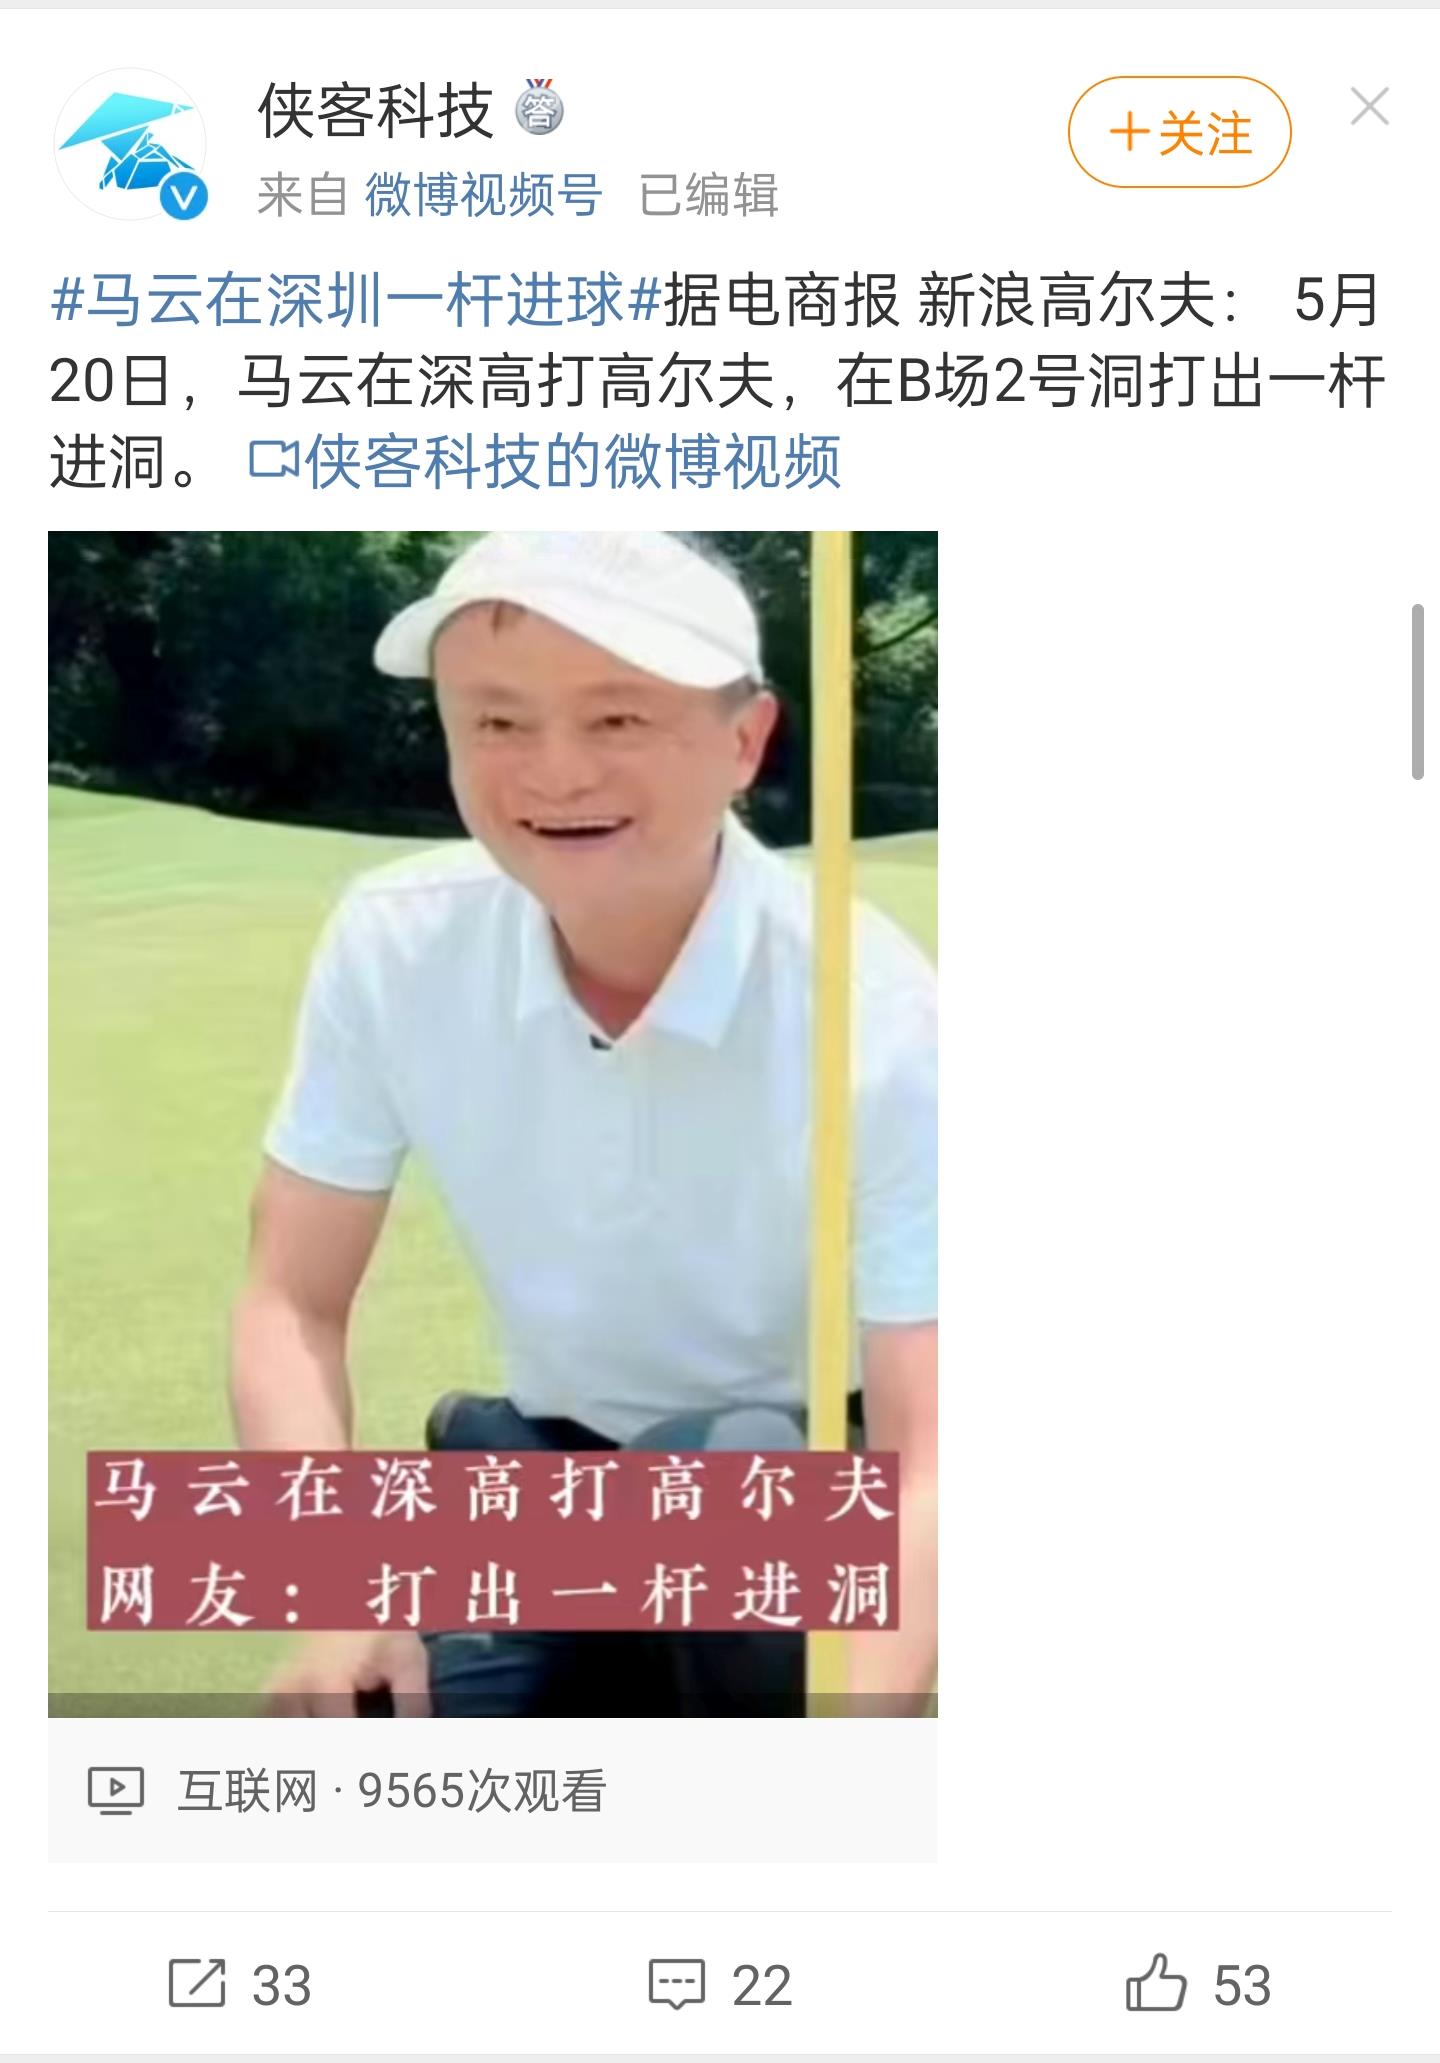 侠客科技 答
+关注
来自 微博视频号 已编辑
#马云在深圳一杆进球#据电商报 新浪高尔夫： 5月
20日，马云在深高打高尔夫，在B场2号洞打出一杆
进洞。 侠客科技的微博视频
马云在深高打高尔夫
网友：打出一杆进洞
互联网 · 9565次观看
33
22
53